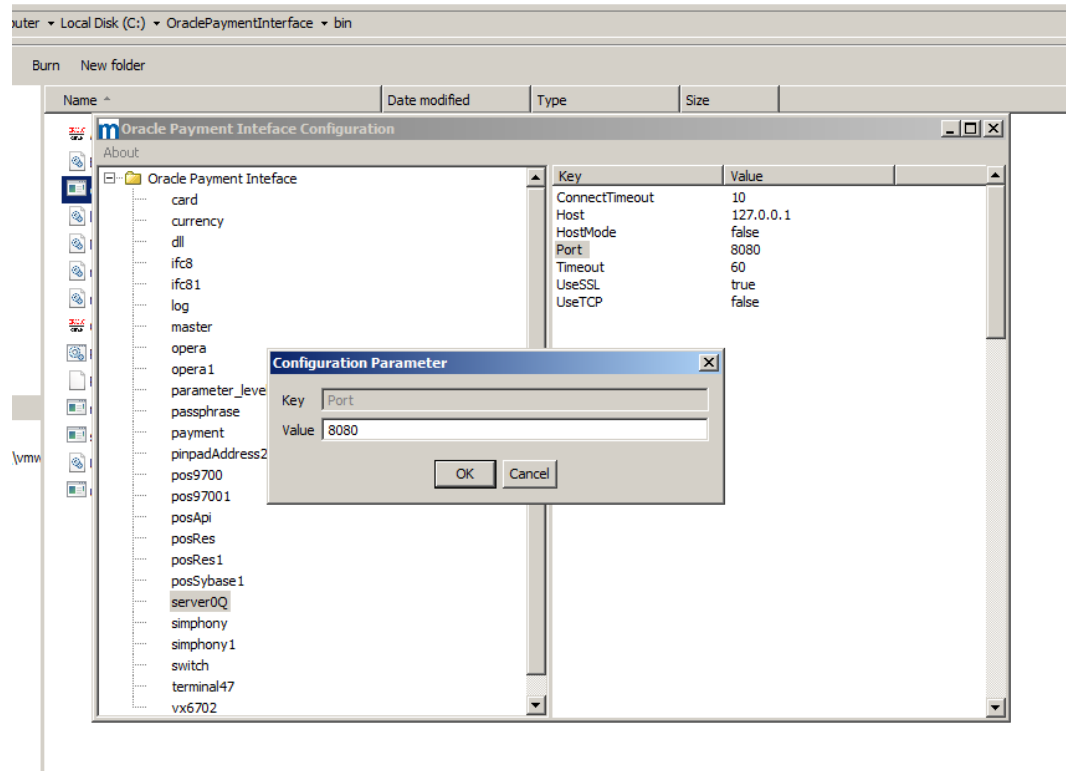 outer ▾ Local Disk (C:) ▾ OraclePaymentInterface ▾ bin
Burn New folder
Name Date modified Type Size
Oracle Payment Inteface Configuration
About
Oracle Payment Inteface
card
currency
dll
ifc8
ifc81
log
master
opera
opera1
parameter_leve
passphrase
payment
pinpadAddress2
pos9700
pos97001
posApi
posRes
posRes1
posSybase1
server0Q
simphony
simphony1
switch
terminal47
vx6702
Key Value
ConnectTimeout 10
Host 127.0.0.1
HostMode false
Port 8080
Timeout 60
UseSSL true
UseTCP false
Configuration Parameter
Key Port
Value 8080
OK Cancel
\vmw